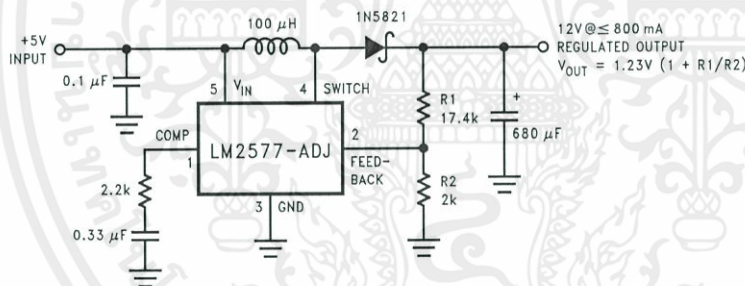 +5V
INPUT
0.1 μF
100 μH
1N5821
12V@≤ 800 mA
REGULATED OUTPUT
VOUT = 1.23V (1 + R1/R2)
5
VIN
4
SWITCH
R1
17.4k
+
680 μF
COMP
1
LM2577-ADJ
2
FEED-
BACK
2.2k
R2
2k
3
GND
0.33 μF